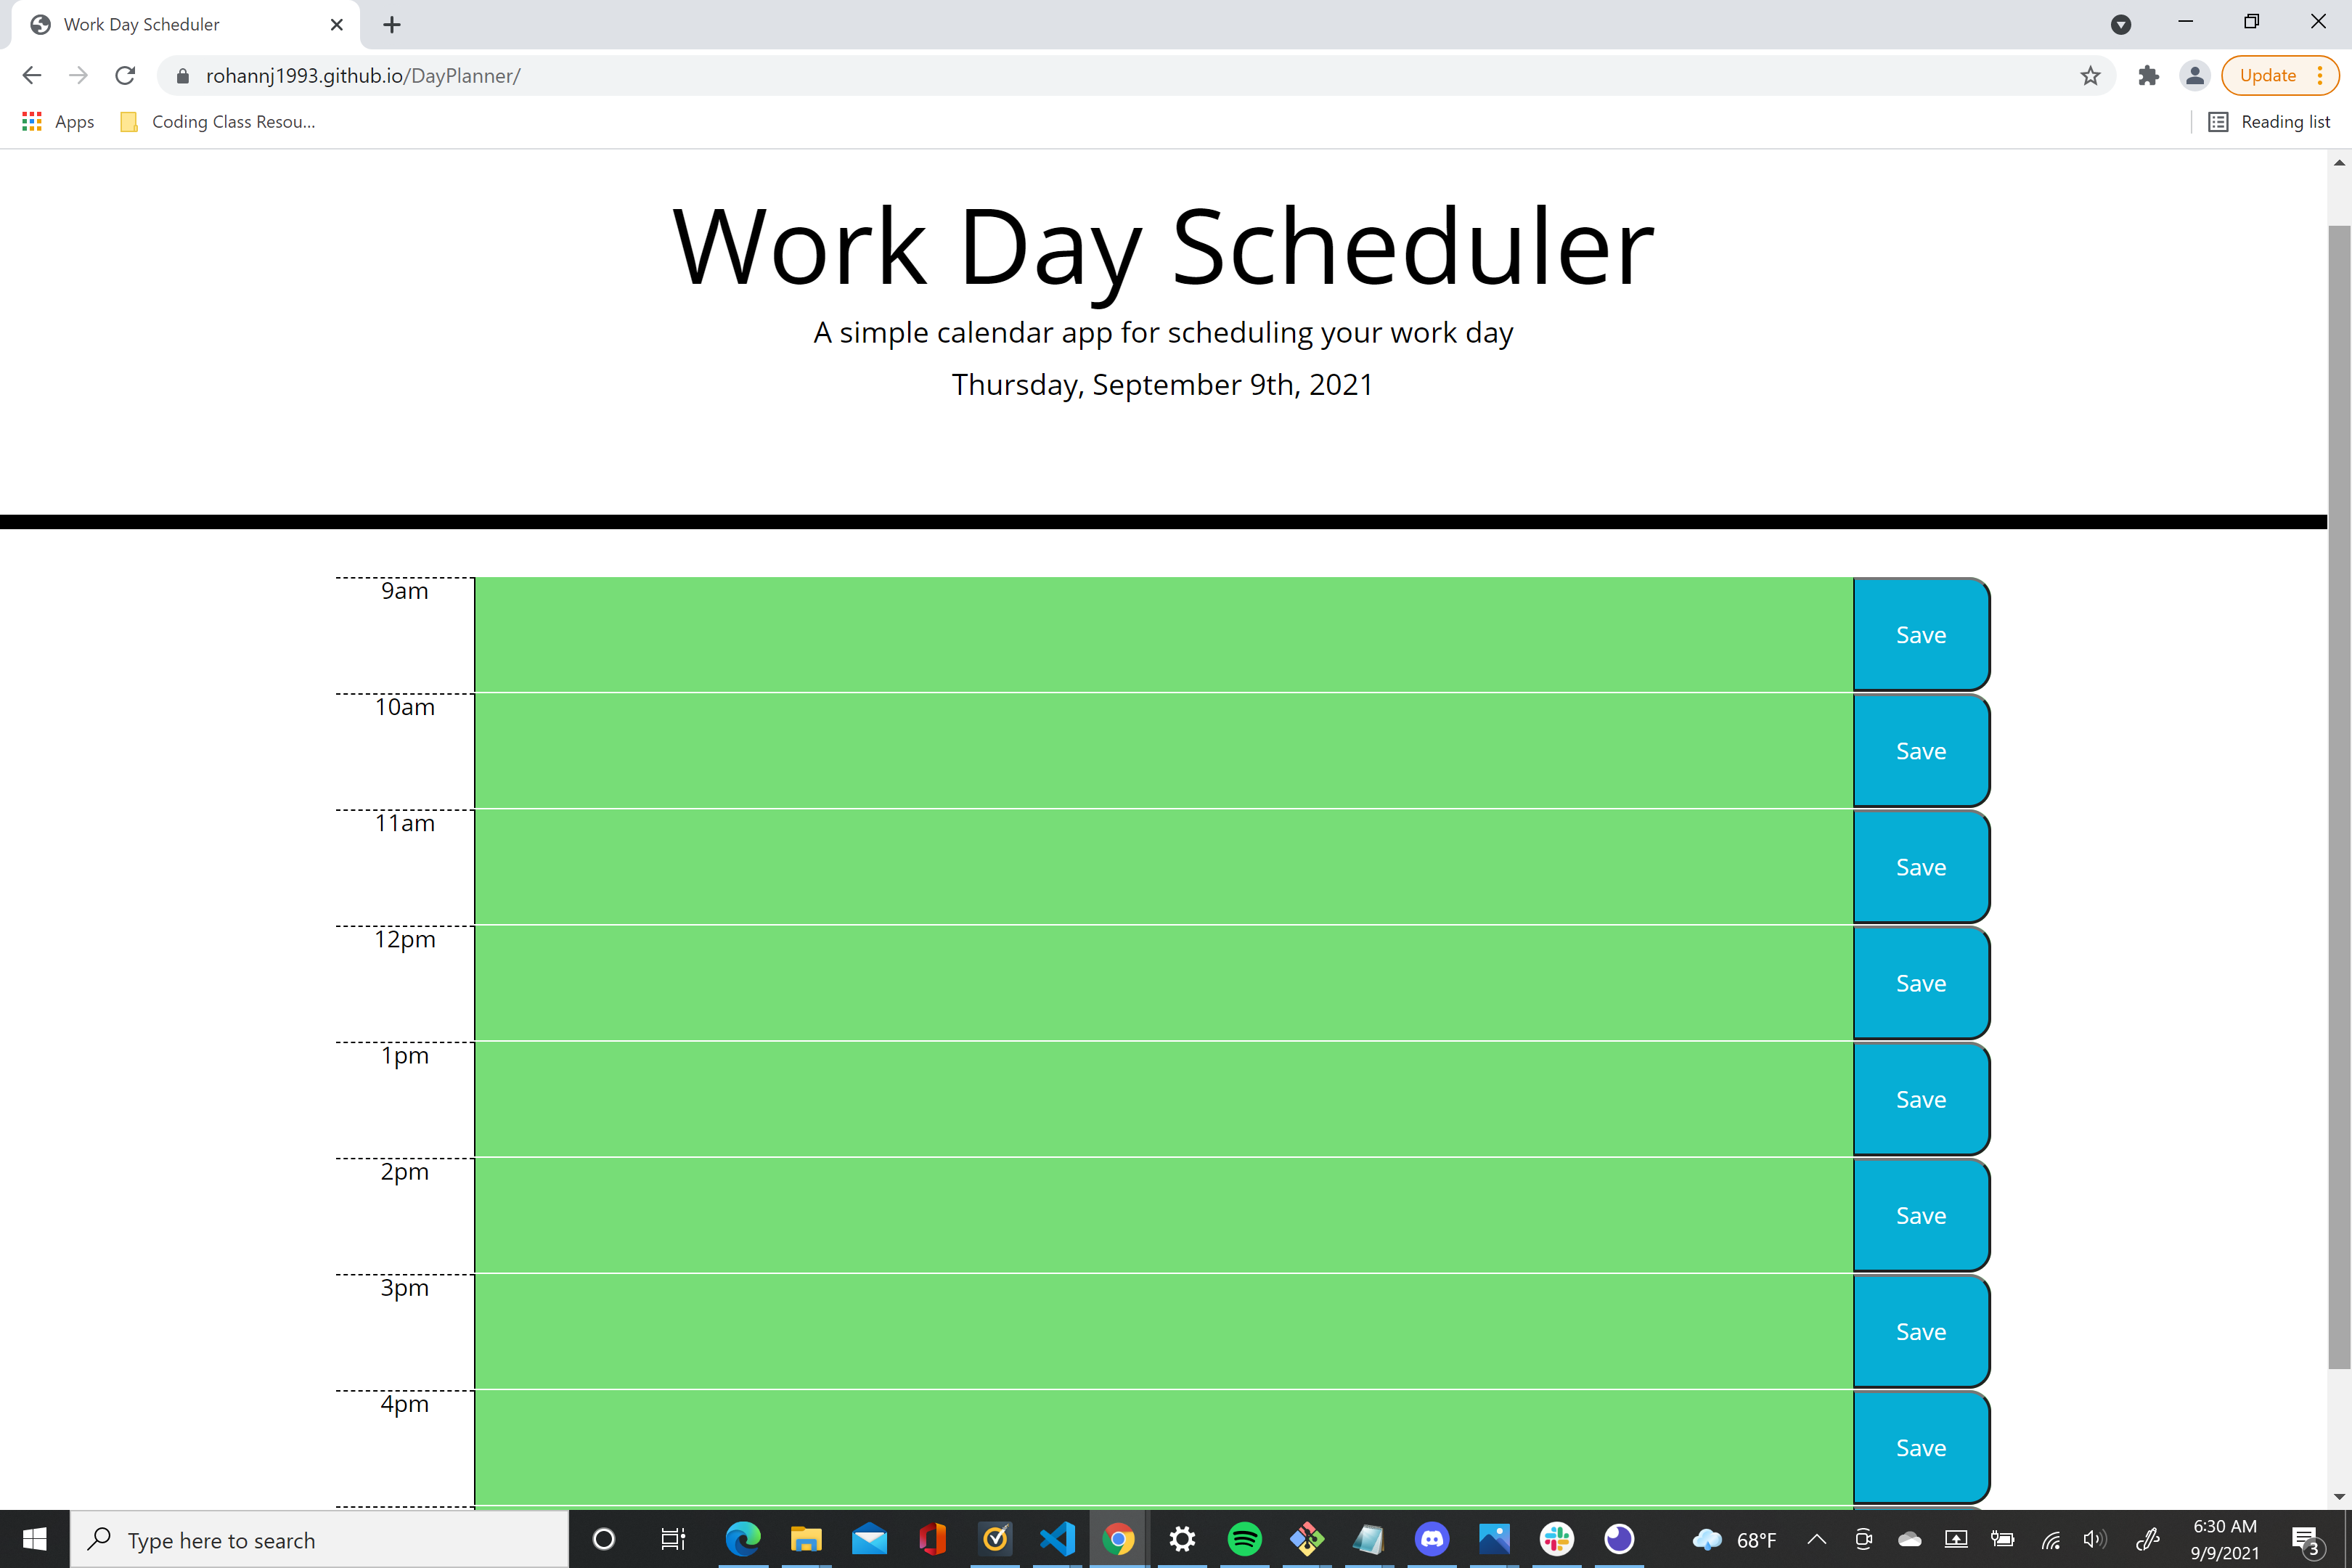 Work Day Scheduler
rohannj1993.github.io/DayPlanner/
Update
Apps
Coding Class Resou...
Reading list
Work Day Scheduler
A simple calendar app for scheduling your work day
Thursday, September 9th, 2021
9am
Save
10am
Save
11am
Save
12pm
Save
1pm
Save
2pm
Save
3pm
Save
4pm
Save
Type here to search
68°F
6:30 AM
9/9/2021
3